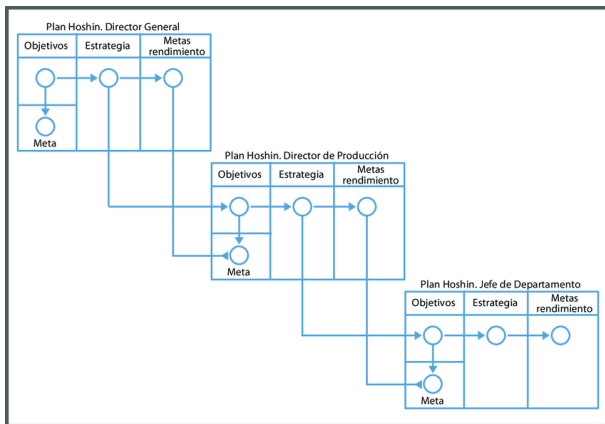 Plan Hoshin. Director General
Objetivos
Estrategia
Metas
rendimiento
Meta
Plan Hoshin. Director de Producción
Objetivos
Estrategia
Metas
rendimiento
Meta
Plan Hoshin. Jefe de Departamento
Objetivos
Estrategia
Metas
rendimiento
Meta